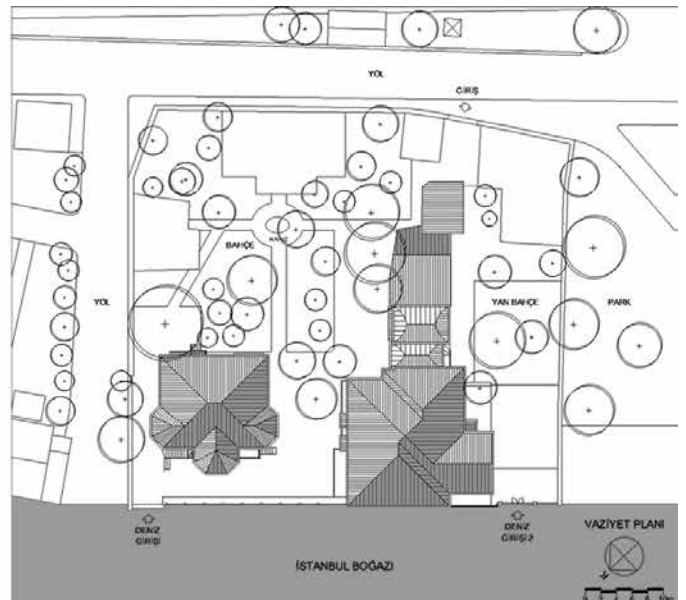 YOL
GİRİŞ
BAHÇE
YOL
YAN BAHÇE
PARK
DENİZ
GİRİŞİ
DENİZ
GİRİŞİ 2
VAZİYET PLANI
İSTANBUL BOĞAZI